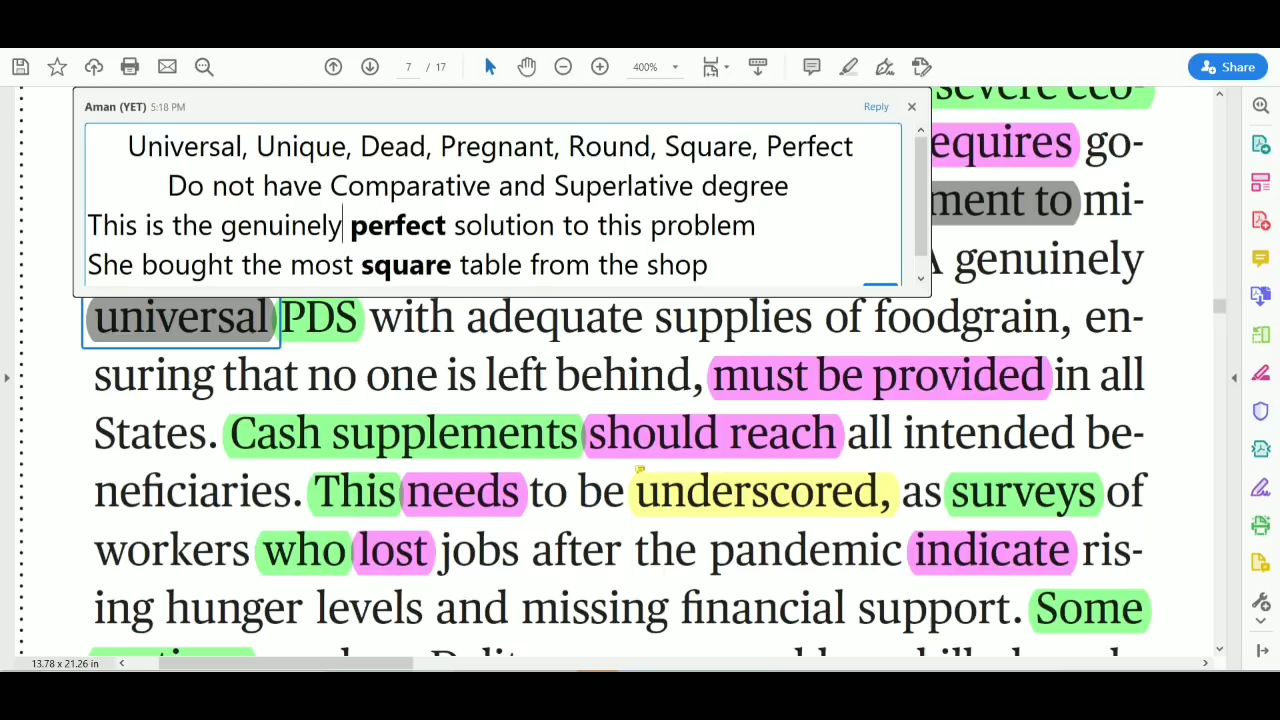 7 / 17
400%
Share
severe eco-
Aman (YET) 5:18 PM
Reply
Universal, Unique, Dead, Pregnant, Round, Square, Perfect
equires go-
Do not have Comparative and Superlative degree
ment to mi-
This is the genuinely perfect solution to this problem
She bought the most square table from the shop
genuinely
universal PDS with adequate supplies of foodgrain, en-
suring that no one is left behind, must be provided in all
States. Cash supplements should reach all intended be-
neficiaries. This needs to be underscored, as surveys of
workers who lost jobs after the pandemic indicate ris-
ing hunger levels and missing financial support. Some
13.78 x 21.26 in